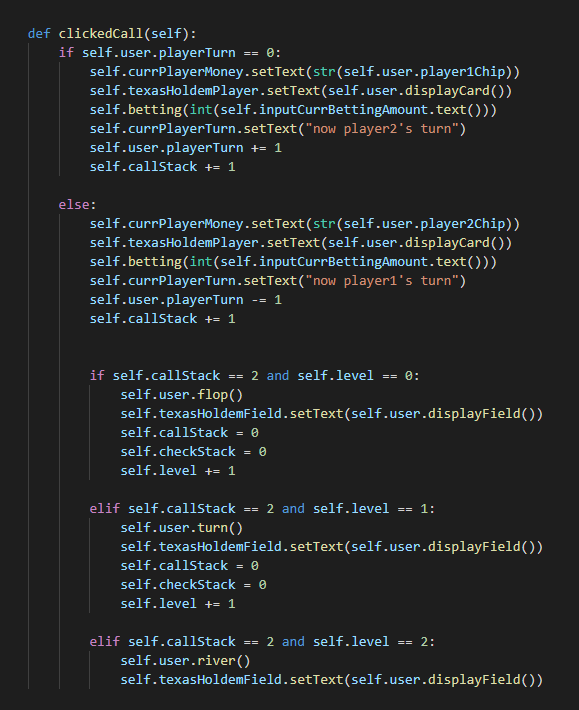 def clickedCall(self):
    if self.user.playerTurn == 0:
        self.currPlayerMoney.setText(str(self.user.player1Chip))
        self.texasHoldemPlayer.setText(self.user.displayCard())
        self.betting(int(self.inputCurrBettingAmount.text()))
        self.currPlayerTurn.setText("now player2's turn")
        self.user.playerTurn += 1
        self.callStack += 1

    else:
        self.currPlayerMoney.setText(str(self.user.player2Chip))
        self.texasHoldemPlayer.setText(self.user.displayCard())
        self.betting(int(self.inputCurrBettingAmount.text()))
        self.currPlayerTurn.setText("now player1's turn")
        self.user.playerTurn -= 1
        self.callStack += 1


        if self.callStack == 2 and self.level == 0:
            self.user.flop()
            self.texasHoldemField.setText(self.user.displayField())
            self.callStack = 0
            self.checkStack = 0
            self.level += 1

        elif self.callStack == 2 and self.level == 1:
            self.user.turn()
            self.texasHoldemField.setText(self.user.displayField())
            self.callStack = 0
            self.checkStack = 0
            self.level += 1

        elif self.callStack == 2 and self.level == 2:
            self.user.river()
            self.texasHoldemField.setText(self.user.displayField())